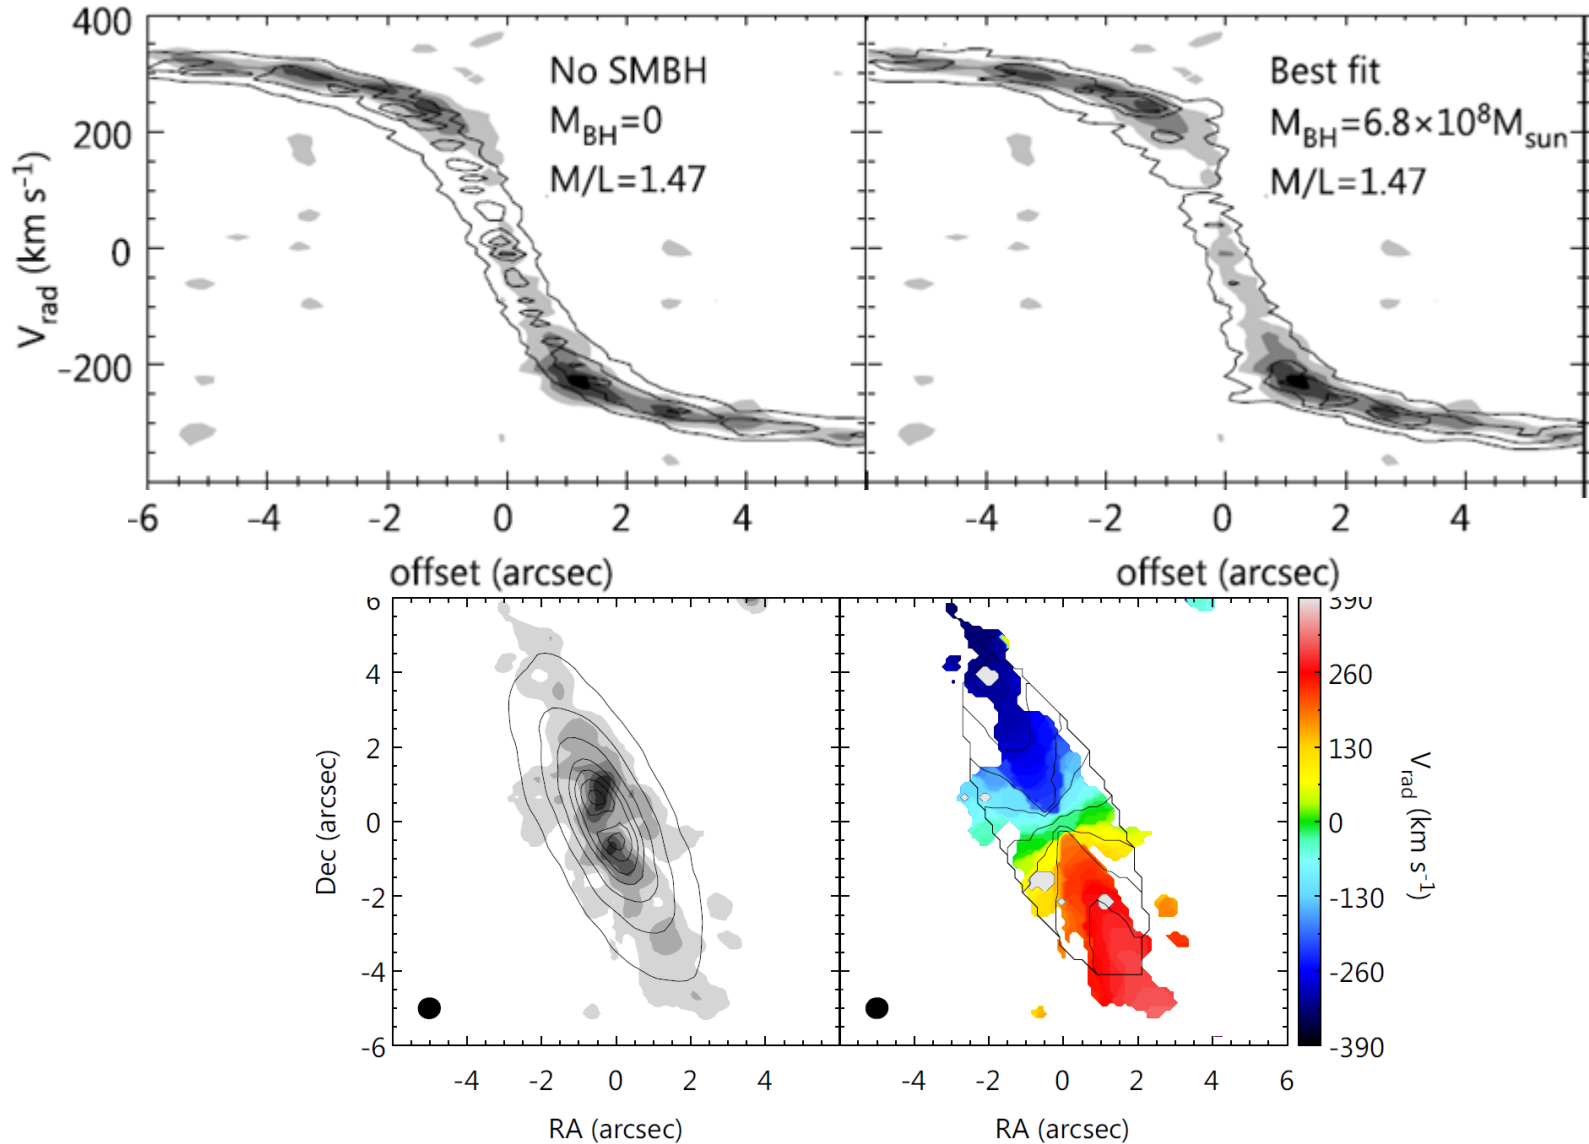 400
200
0
-200
V_rad (km s⁻¹)
No SMBH
M_BH=0
M/L=1.47
Best fit
M_BH=6.8×10⁸M_sun
M/L=1.47
-6 -4 -2 0 2 4
-4 -2 0 2 4
offset (arcsec)
offset (arcsec)
6
4
2
0
-2
-4
-6
Dec (arcsec)
-4 -2 0 2 4
-4 -2 0 2 4 6
RA (arcsec)
RA (arcsec)
390
260
130
0
-130
-260
-390
V_rad (km s⁻¹)